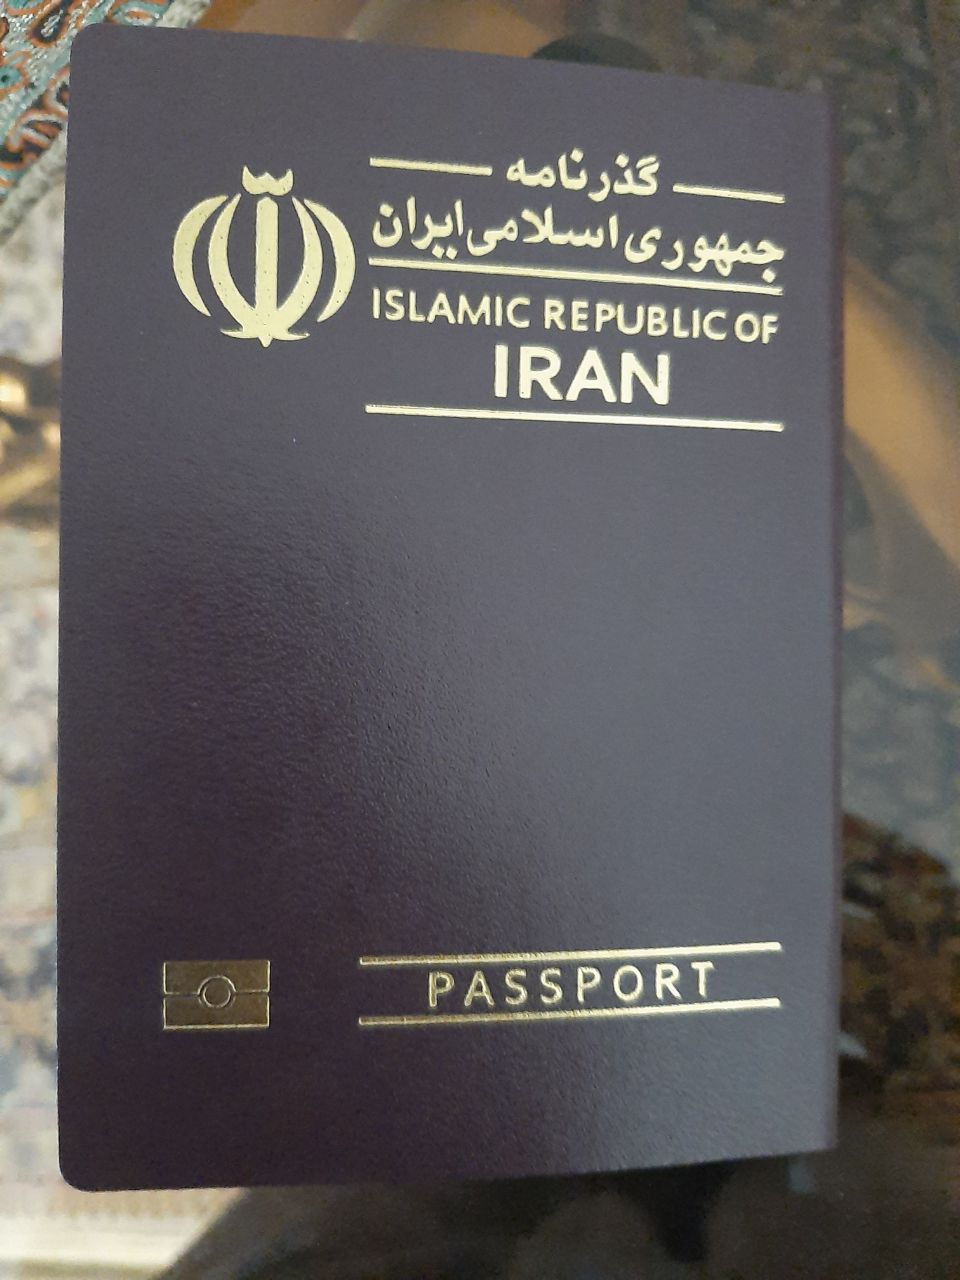 گذرنامه
جمهوری اسلامی ایران
ISLAMIC REPUBLIC OF
IRAN
PASSPORT